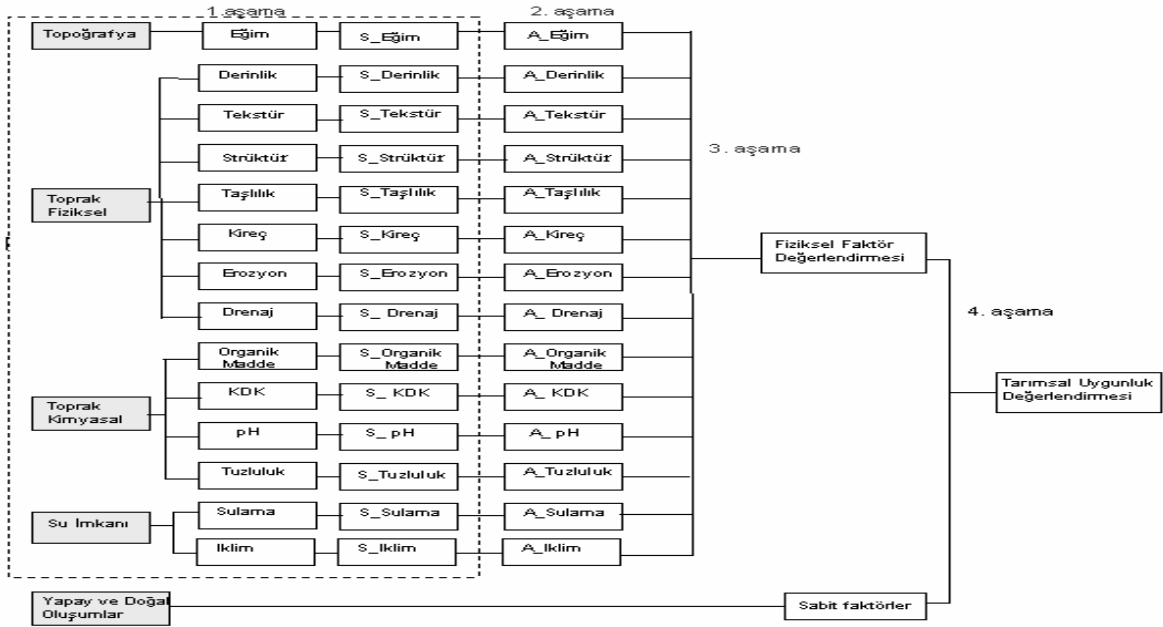 1.aşama
2. aşama
Topoğrafya
Eğim
S_Eğim
A_Eğim
Derinlik
S_Derinlik
A_Derinlik
Tekstür
S_Tekstür
A_Tekstür
3. aşama
Strüktür
S_Strüktür
A_Strüktür
Toprak
Fiziksel
Taşlılık
S_Taşlılık
A_Taşlılık
Kireç
S_Kireç
A_Kireç
Fiziksel Faktör
Değerlendirmesi
Erozyon
S_Erozyon
A_Erozyon
Drenaj
S_ Drenaj
A_ Drenaj
4. aşama
Organik
Madde
S_Organik
Madde
A_Organik
Madde
Tarımsal Uygunluk
Değerlendirmesi
Toprak
Kimyasal
KDK
S_ KDK
A_ KDK
pH
S_ pH
A_ pH
Tuzluluk
S_Tuzluluk
A_Tuzluluk
Su İmkanı
Sulama
S_Sulama
A_Sulama
Iklim
S_Iklim
A_Iklim
Yapay ve Doğal
Oluşumlar
Sabit faktörler